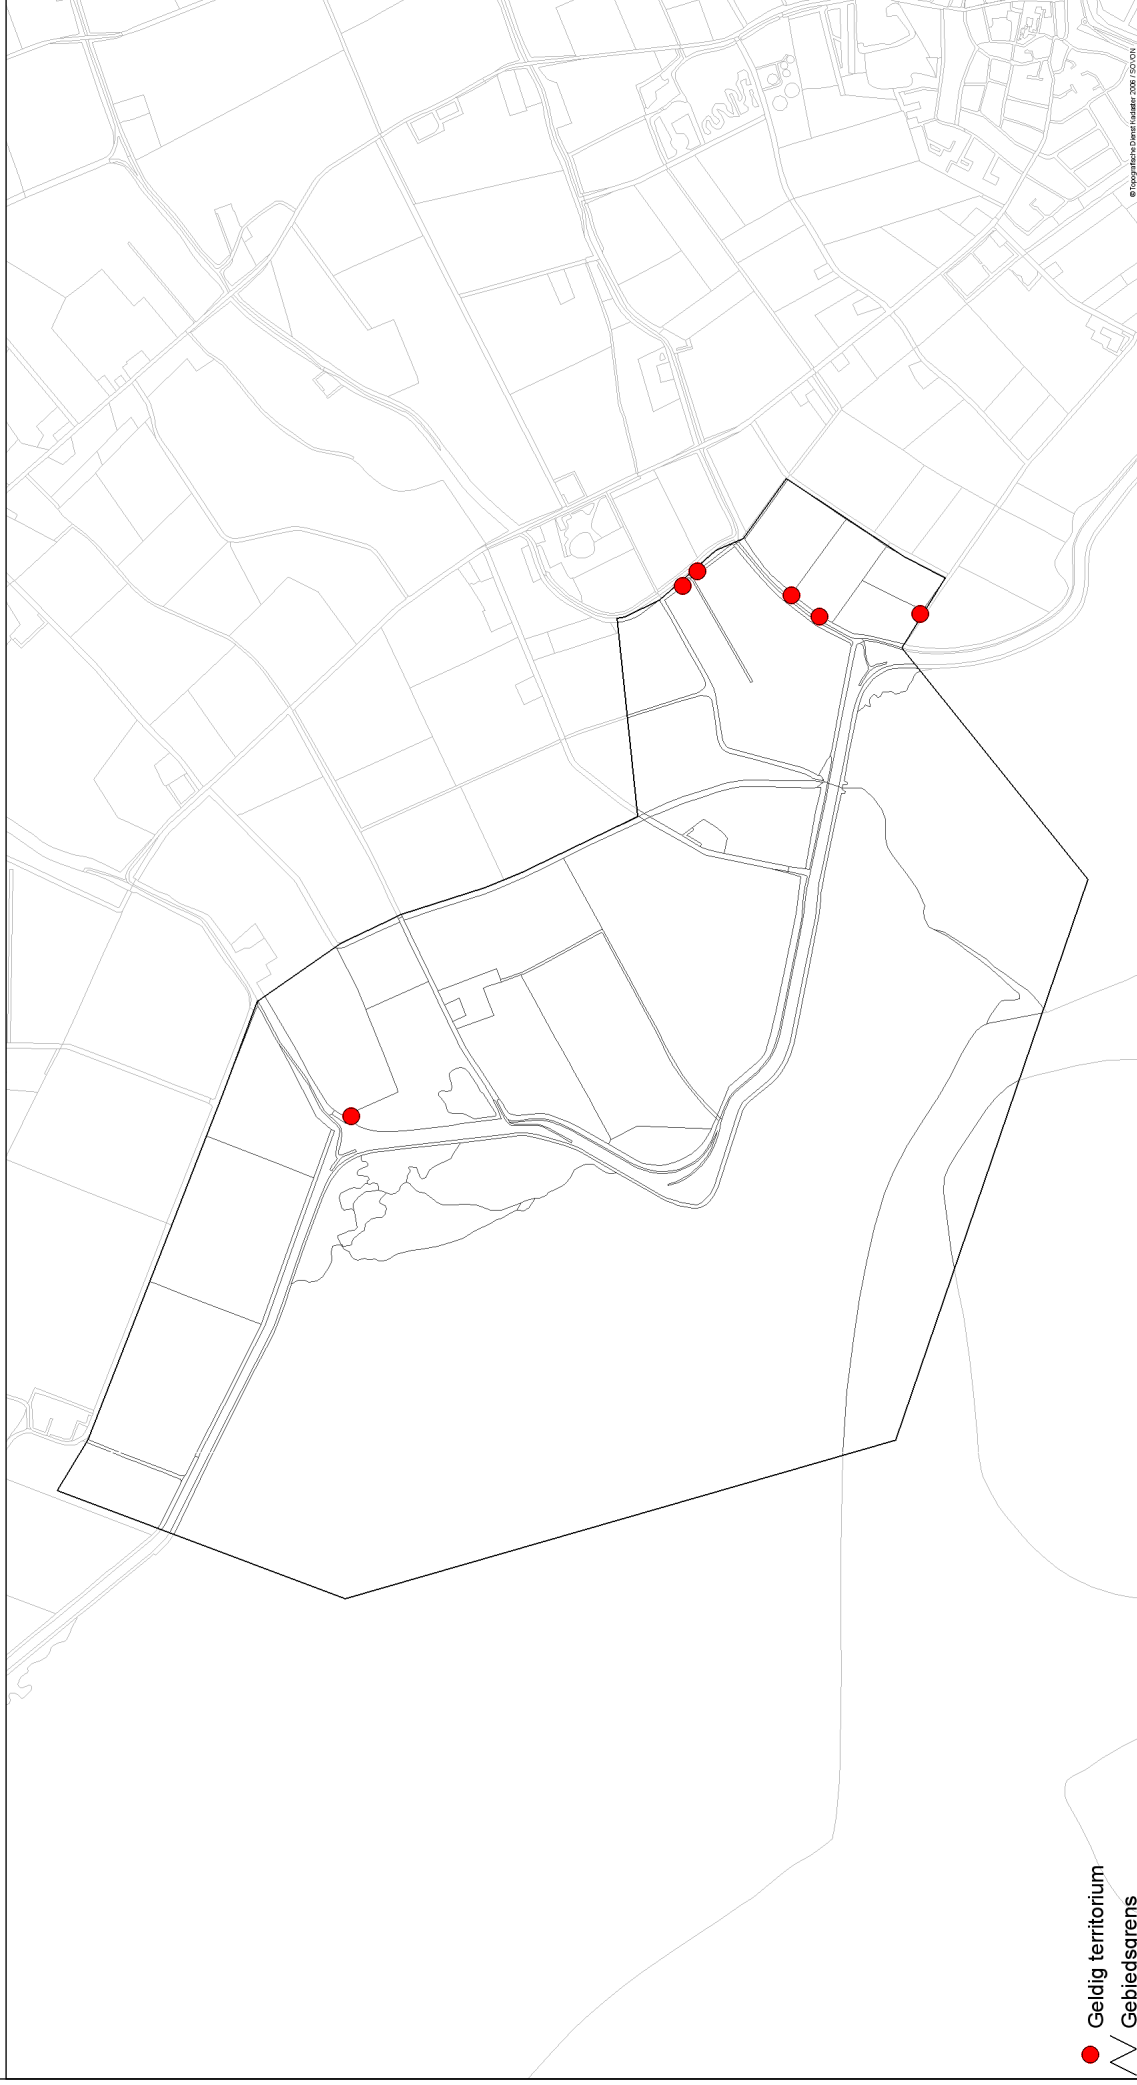 © Topografische Dienst Kadaster 2006 / SOVON
Geldig territorium
Gebiedsgrens